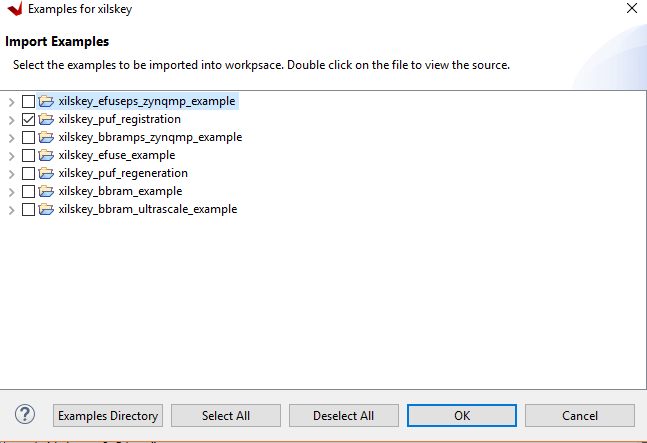 Examples for xilskey
Import Examples
Select the examples to be imported into workpsace. Double click on the file to view the source.
xilskey_efuseps_zynqmp_example
xilskey_puf_registration
xilskey_bbramps_zynqmp_example
xilskey_efuse_example
xilskey_puf_regeneration
xilskey_bbram_example
xilskey_bbram_ultrascale_example
? Examples Directory Select All Deselect All OK Cancel